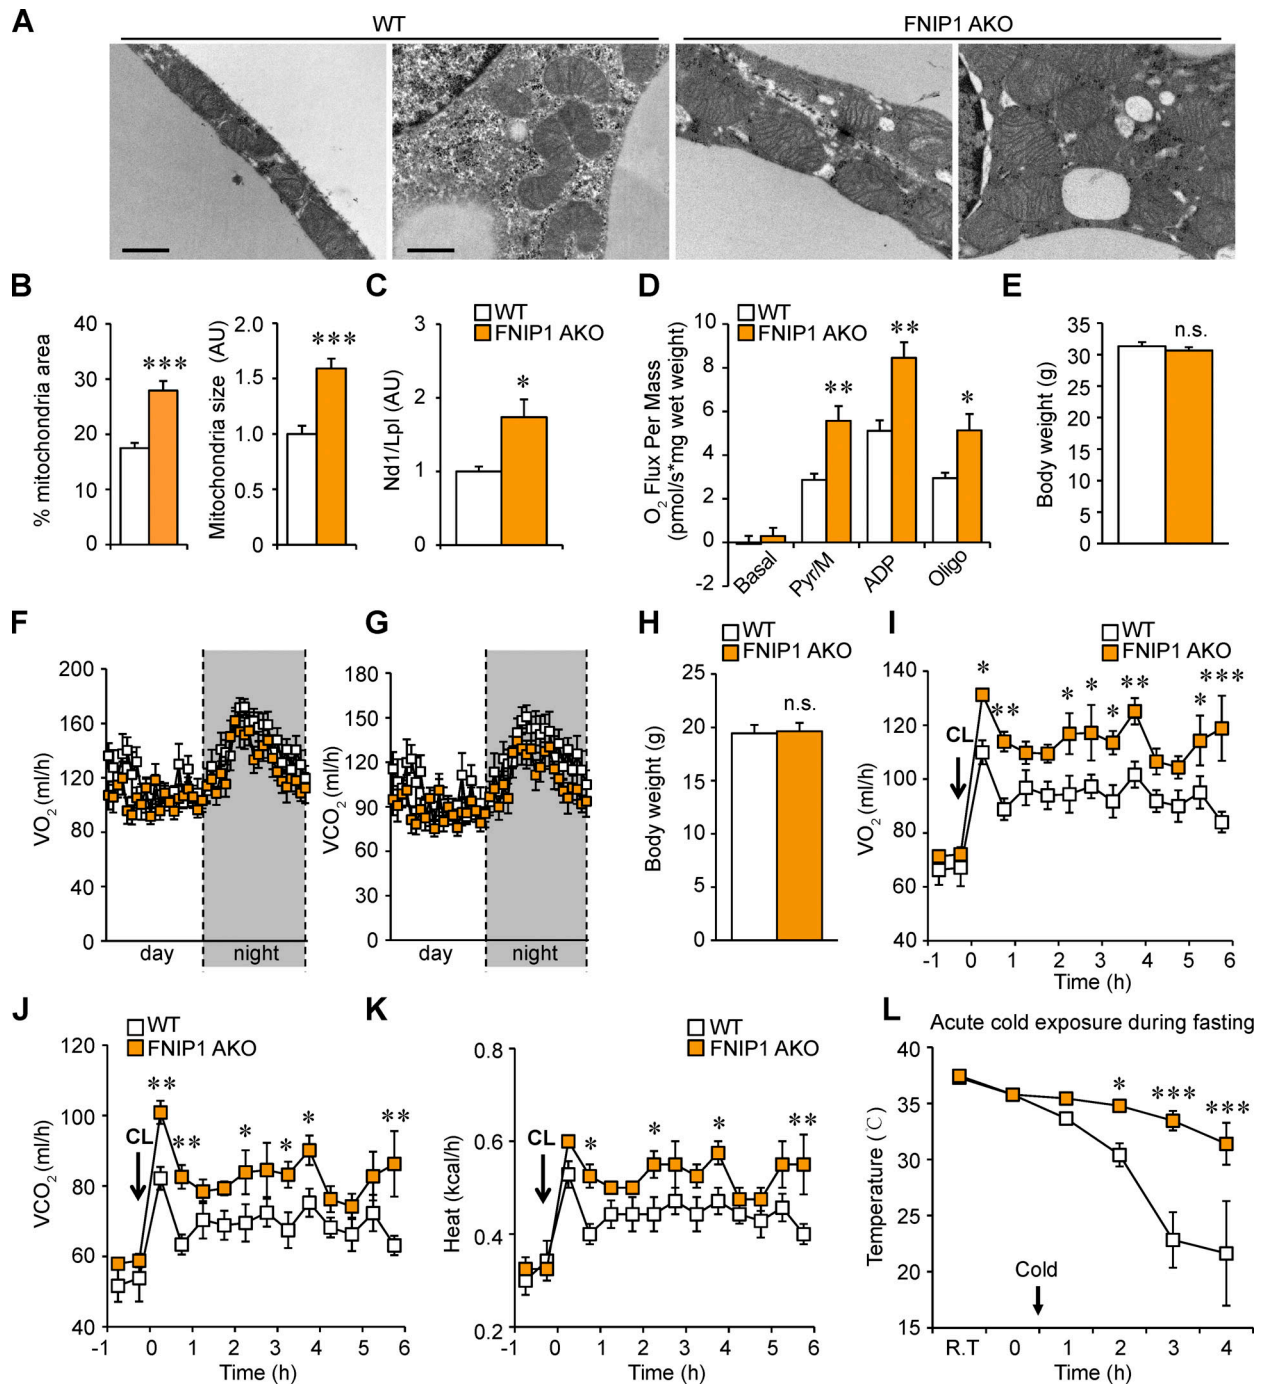 A
WT
FNIP1 AKO
B
% mitochondria area
40
30
20
10
0
***
Mitochondria size (AU)
2.0
1.5
1.0
0.5
0
***
C
WT
FNIP1 AKO
Nd1/Lpl (AU)
3
2
1
0
*
D
WT
FNIP1 AKO
O2 Flux Per Mass
(pmol/s*mg wet weight)
10
8
6
4
2
0
-2
**
**
*
Basal
Pyr/M
ADP
Oligo
E
Body weight (g)
35
30
25
20
15
10
5
0
n.s.
F
VO2 (ml/h)
200
160
120
80
40
0
day
night
G
VCO2 (ml/h)
180
150
120
90
60
30
0
day
night
H
WT
FNIP1 AKO
Body weight (g)
25
20
15
10
5
0
n.s.
I
WT
FNIP1 AKO
VO2 (ml/h)
140
120
100
80
60
40
CL
*
**
*
*
*
**
*
***
-1 0 1 2 3 4 5 6
Time (h)
J
WT
FNIP1 AKO
VCO2 (ml/h)
120
100
80
60
40
CL
**
**
*
*
*
**
-1 0 1 2 3 4 5 6
Time (h)
K
WT
FNIP1 AKO
Heat (kcal/h)
0.8
0.6
0.4
0.2
CL
*
*
*
**
-1 0 1 2 3 4 5 6
Time (h)
L
Acute cold exposure during fasting
Temperature (℃)
40
35
30
25
20
15
*
***
***
Cold
R.T 0 1 2 3 4
Time (h)